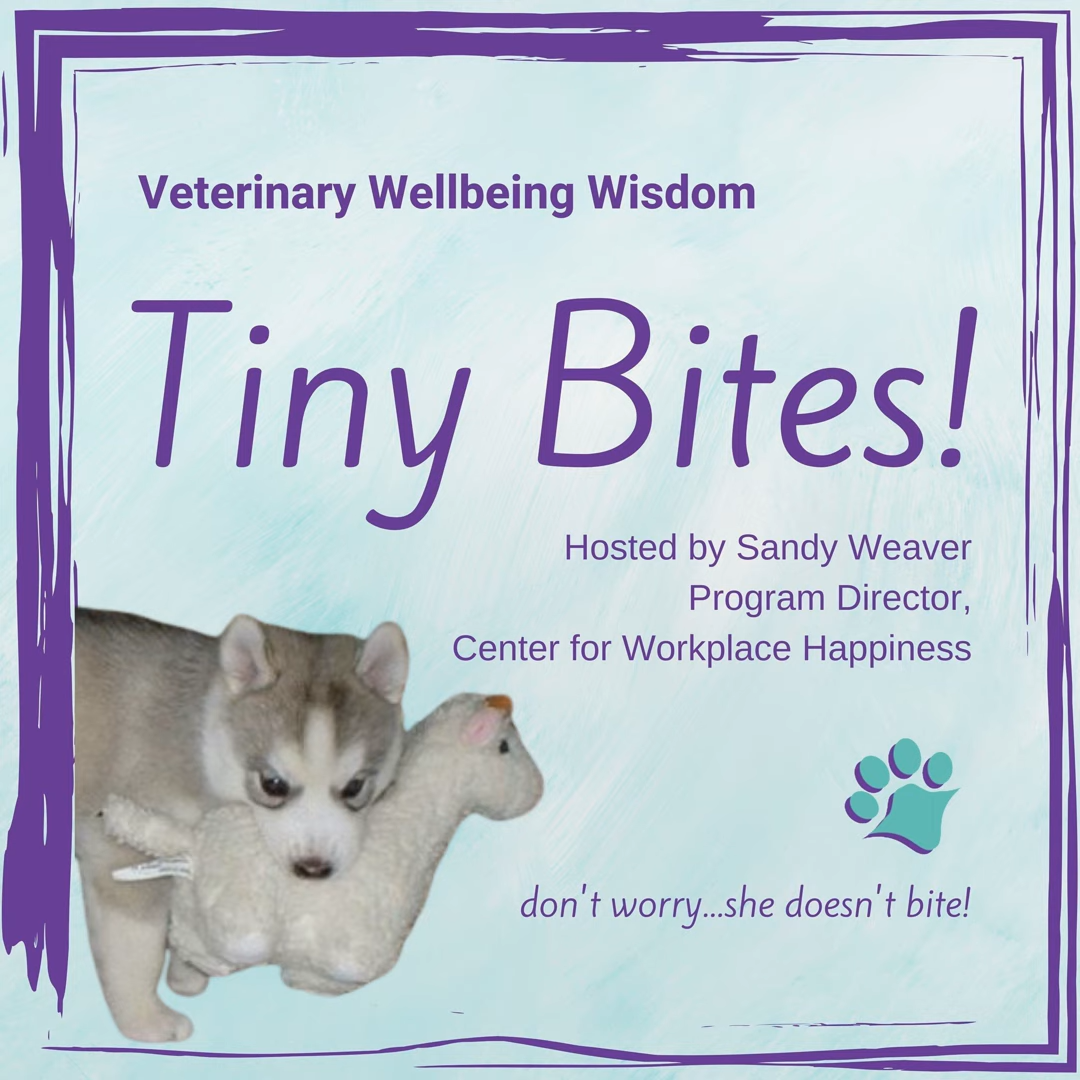 Veterinary Wellbeing Wisdom
Tiny Bites!
Hosted by Sandy Weaver
Program Director,
Center for Workplace Happiness
don't worry...she doesn't bite!